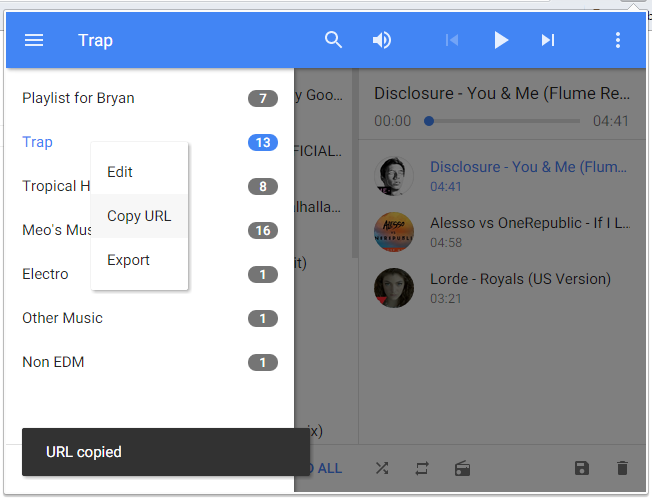 Trap
Playlist for Bryan 7
Trap 13
Tropical H 8
Meo's Mus 16
Electro 1
Other Music 1
Non EDM 1
Edit
Copy URL
Export
URL copied
y Goo...
FICIAL...
alhalla...
it)
ix)
ALL
Disclosure - You & Me (Flume Re...
00:00 04:41
Disclosure - You & Me (Flum...
04:41
Alesso vs OneRepublic - If I L...
04:58
Lorde - Royals (US Version)
03:21